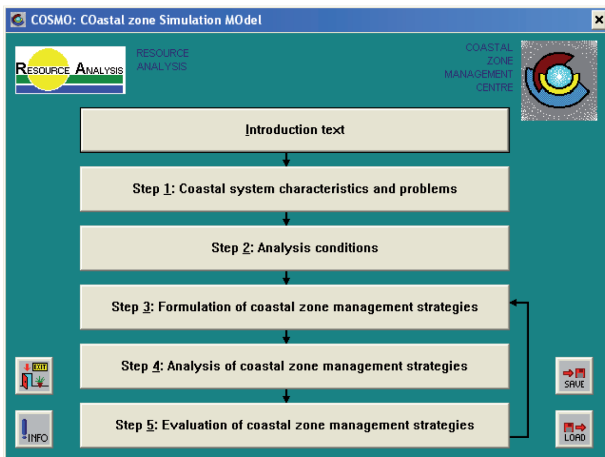 COSMO: COastal zone Simulation MOdel
RESOURCE ANALYSIS
RESOURCE
ANALYSIS
COASTAL
ZONE
MANAGEMENT
CENTRE
Introduction text
Step 1: Coastal system characteristics and problems
Step 2: Analysis conditions
Step 3: Formulation of coastal zone management strategies
Step 4: Analysis of coastal zone management strategies
Step 5: Evaluation of coastal zone management strategies
EXIT
INFO
SAVE
LOAD